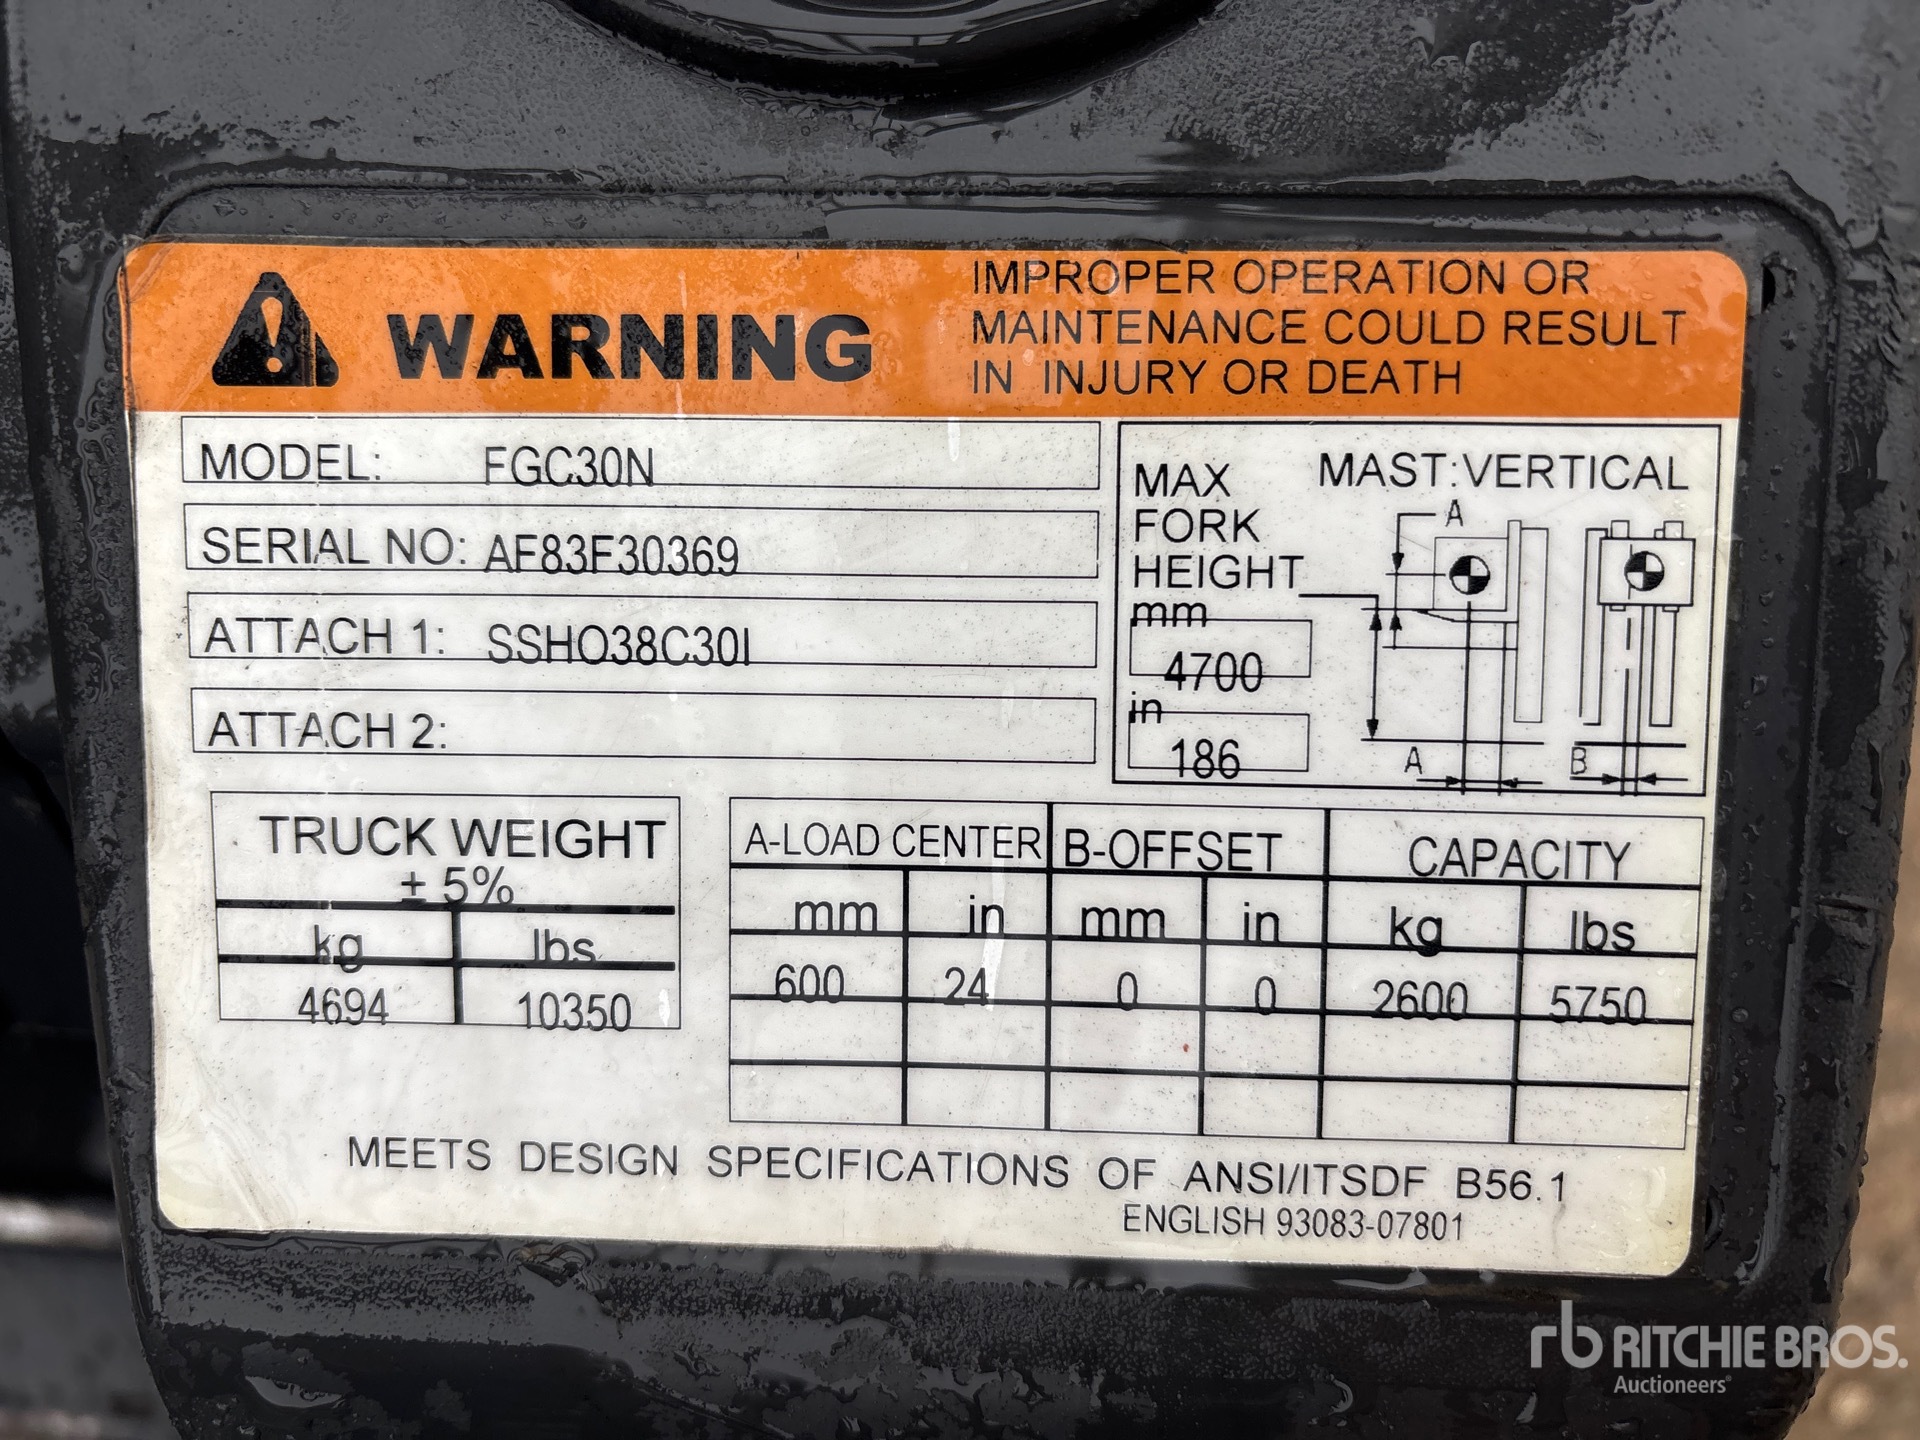 WARNING
IMPROPER OPERATION OR
MAINTENANCE COULD RESULT
IN INJURY OR DEATH
MODEL: FGC30N
SERIAL NO: AF83F30369
ATTACH 1: SSHO38C30I
ATTACH 2:
MAX
FORK
HEIGHT
mm
4700
in
186
MAST:VERTICAL
A
A B
TRUCK WEIGHT
± 5%
kg lbs
4694 10350
A-LOAD CENTER B-OFFSET CAPACITY
mm in mm in kg lbs
600 24 0 0 2600 5750
MEETS DESIGN SPECIFICATIONS OF ANSI/ITSDF B56.1
ENGLISH 93083-07801
rb RITCHIE BROS.
Auctioneers